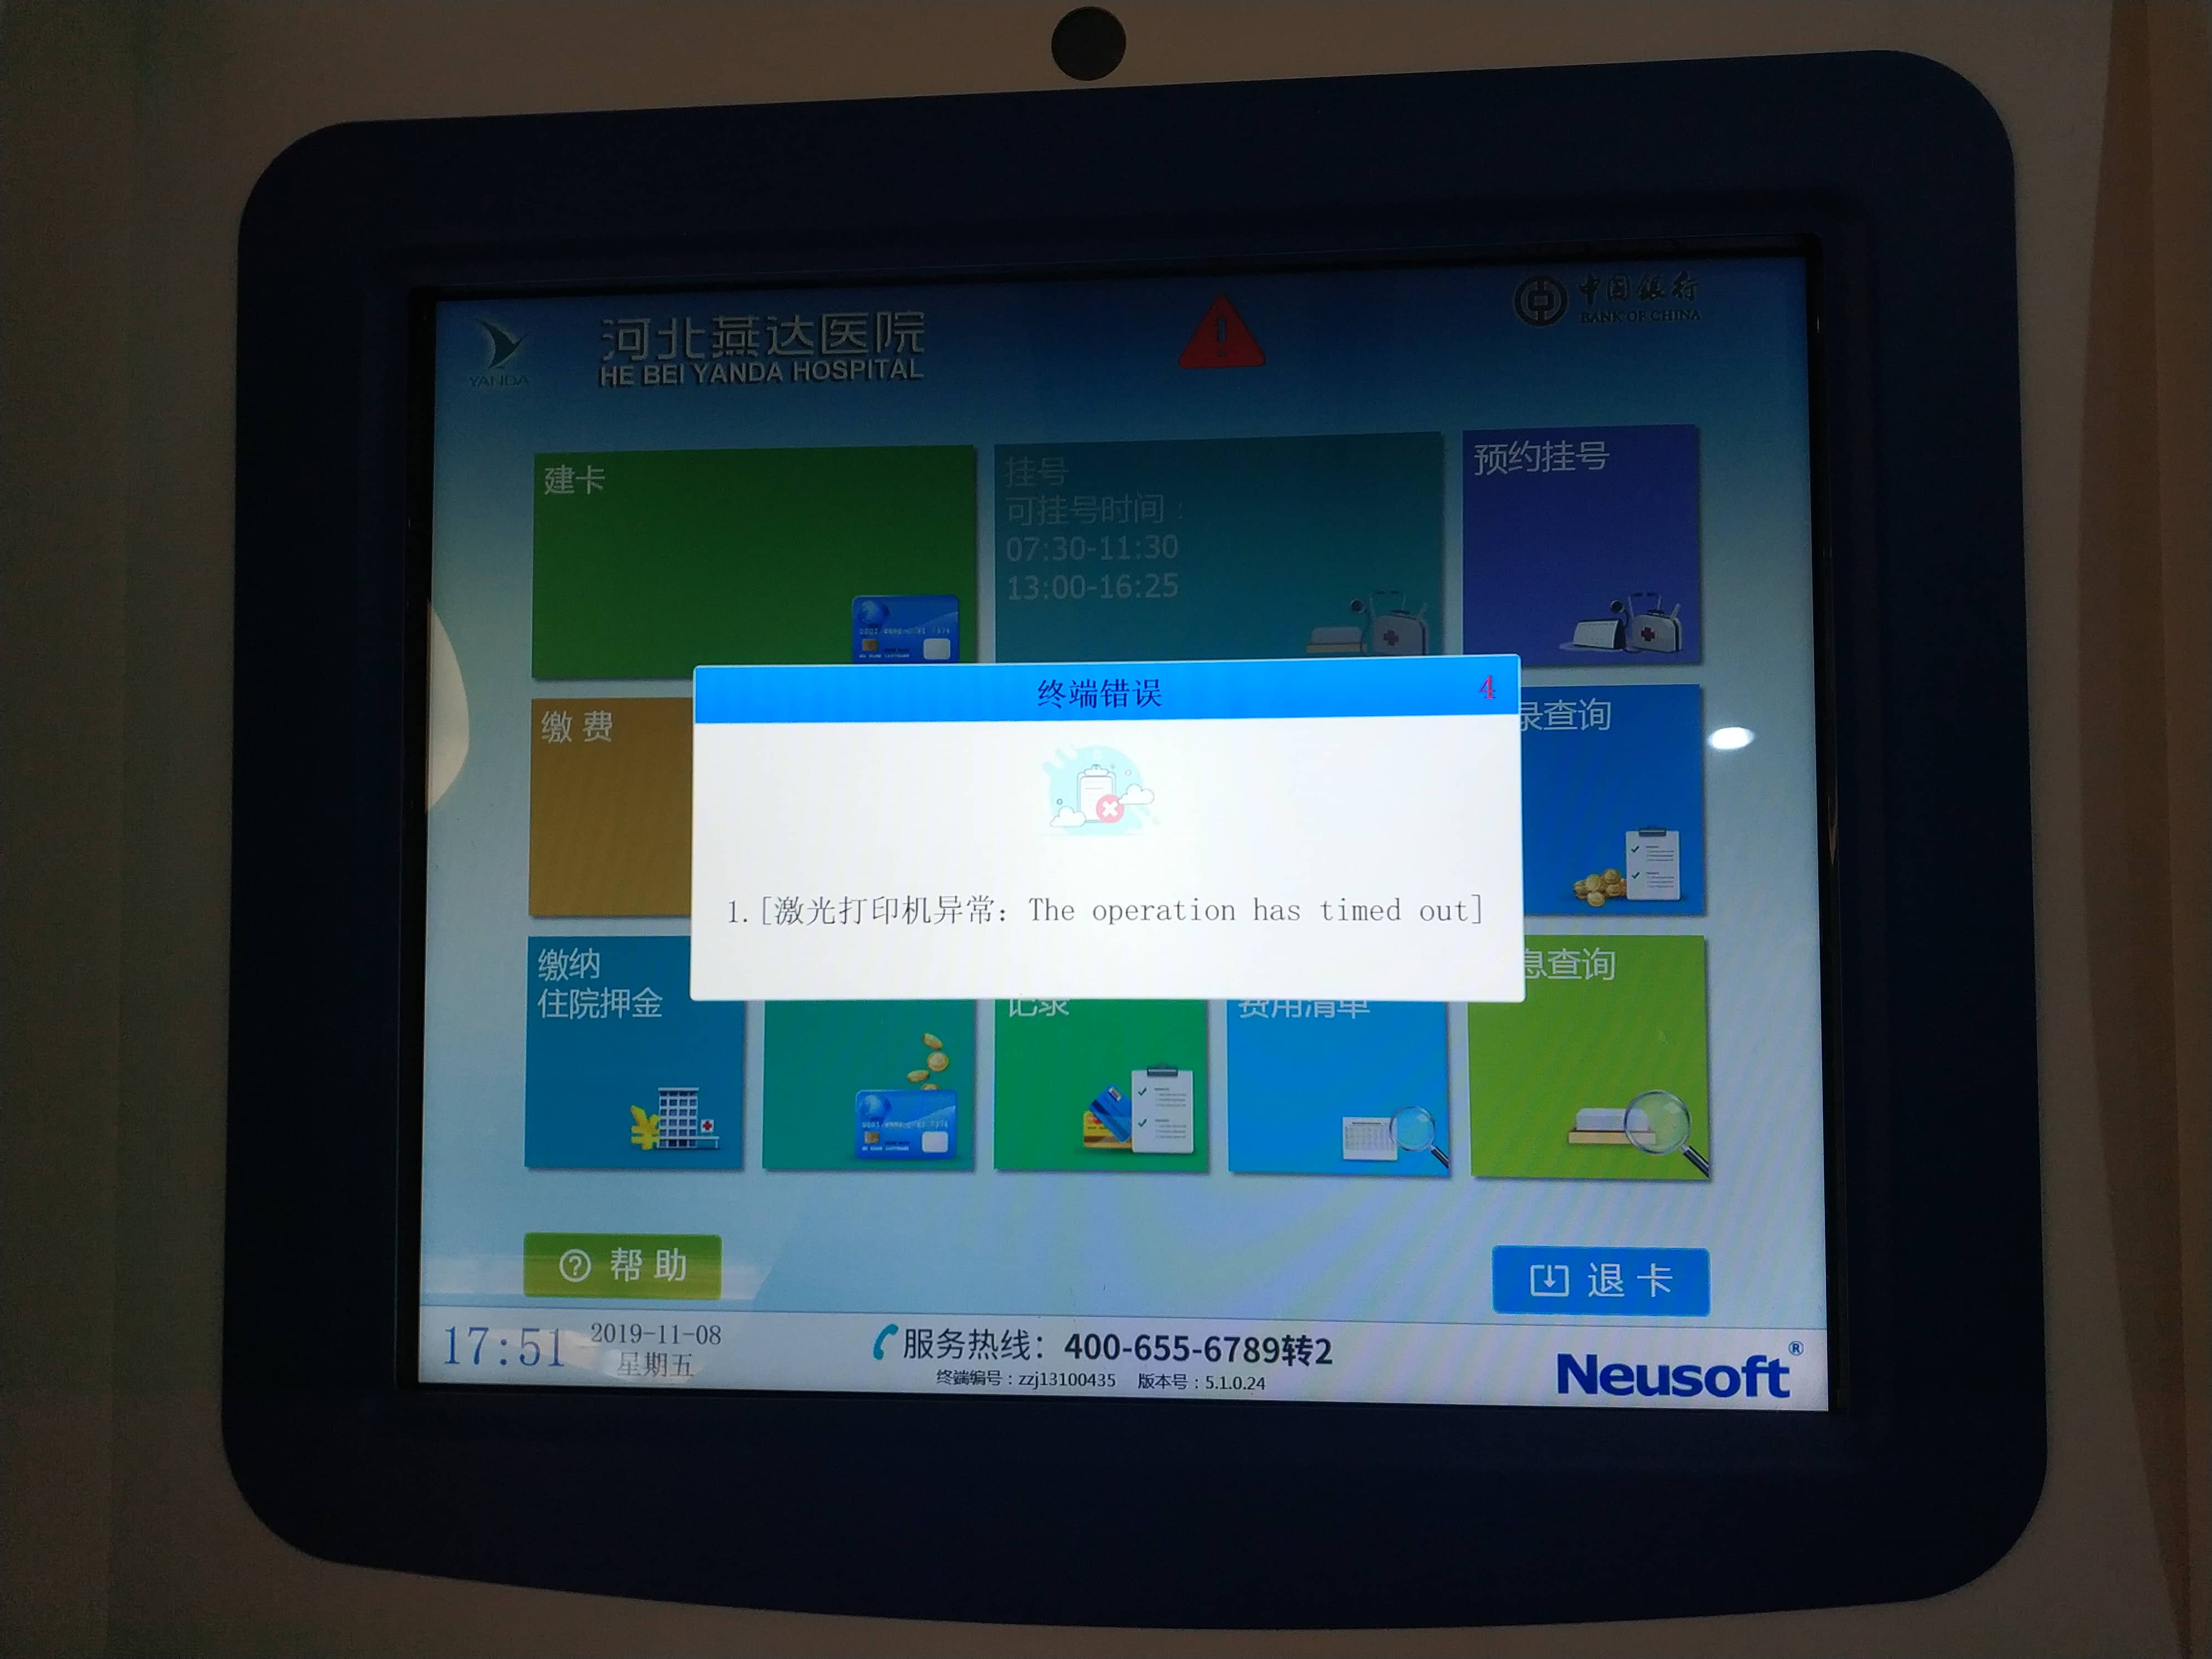 YANDA
河北燕达医院
HE BEI YANDA HOSPITAL
中国银行
BANK OF CHINA
建卡
挂号
可挂号时间：
07:30-11:30
13:00-16:25
预约挂号
终端错误
4
缴 费
录查询
1.[激光打印机异常: The operation has timed out]
缴纳
住院押金
记录
费用清单
息查询
帮 助
退 卡
17:51
2019-11-08
星期五
服务热线：400-655-6789转2
终端编号：zzj13100435 版本号：5.1.0.24
Neusoft®